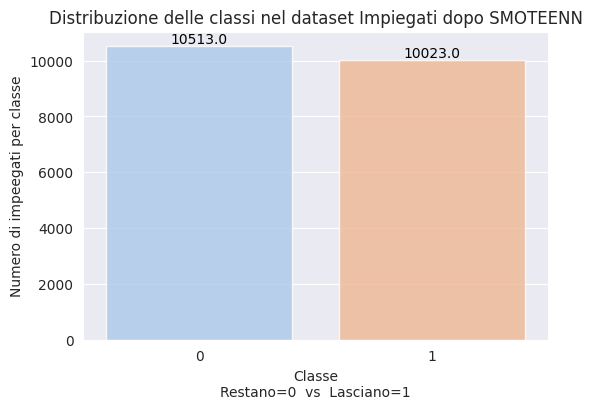 Distribuzione delle classi nel dataset Impiegati dopo SMOTEENN
10513.0
10023.0
10000
8000
6000
4000
2000
0
Numero di impeegati per classe
0 1
Classe
Restano=0 vs Lasciano=1